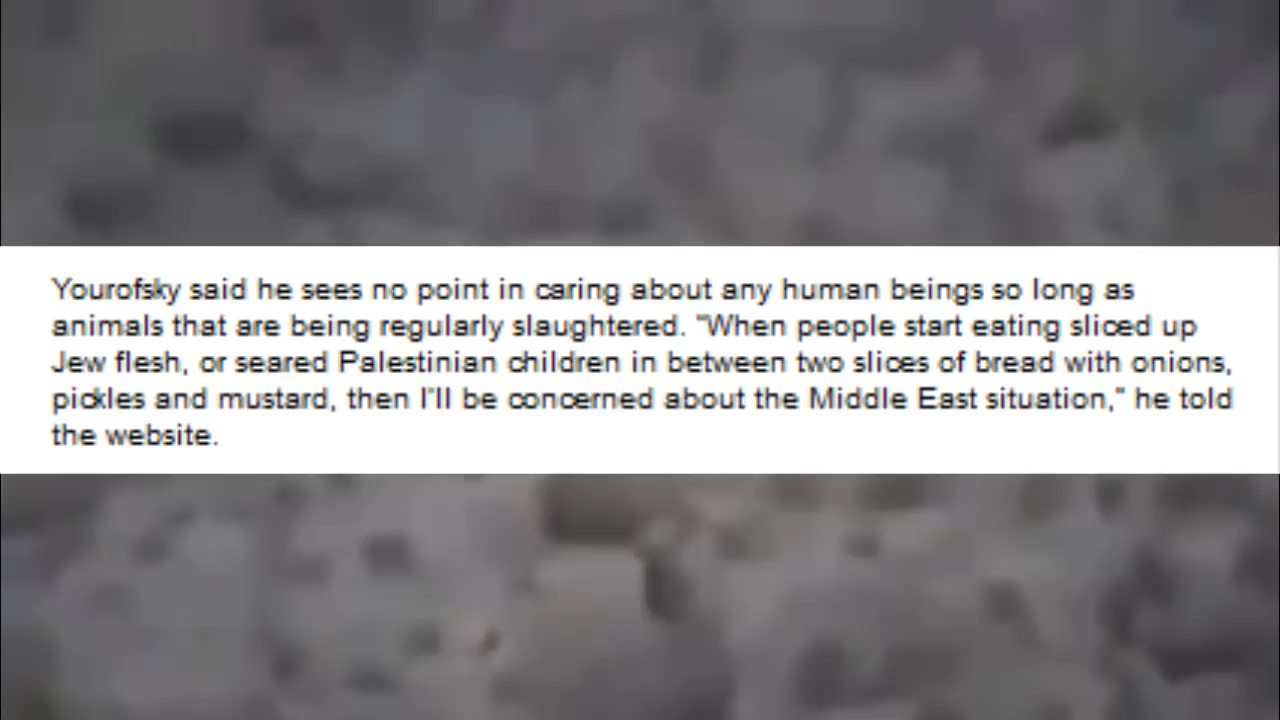 Yourofsky said he sees no point in caring about any human beings so long as
animals that are being regularly slaughtered. "When people start eating sliced up
Jew flesh, or seared Palestinian children in between two slices of bread with onions,
pickles and mustard, then I'll be concerned about the Middle East situation," he told
the website.